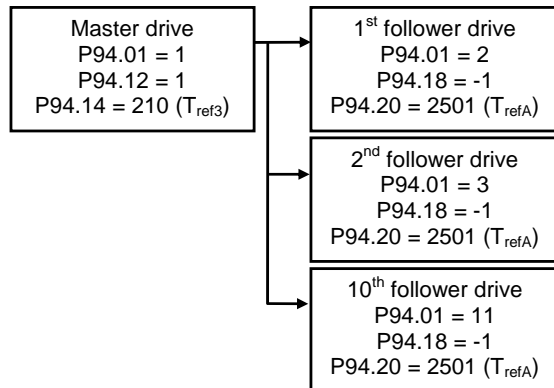 Master drive
P94.01 = 1
P94.12 = 1
P94.14 = 210 (Tref3)
1st follower drive
P94.01 = 2
P94.18 = -1
P94.20 = 2501 (TrefA)
2nd follower drive
P94.01 = 3
P94.18 = -1
P94.20 = 2501 (TrefA)
10th follower drive
P94.01 = 11
P94.18 = -1
P94.20 = 2501 (TrefA)